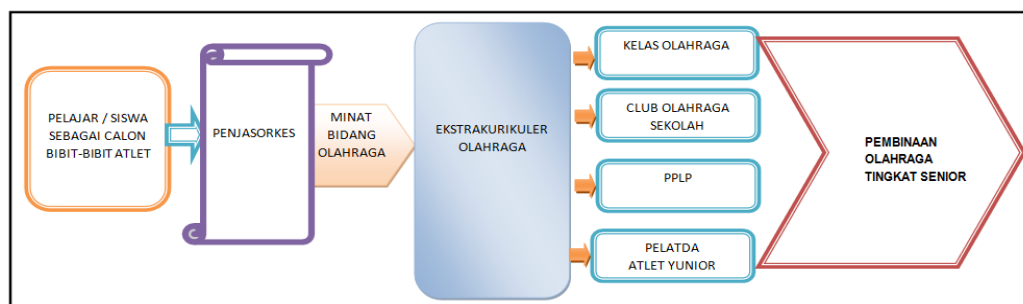 PELAJAR / SISWA
SEBAGAI CALON
BIBIT-BIBIT ATLET
PENJASORKES
MINAT
BIDANG
OLAHRAGA
EKSTRAKURIKULER
OLAHRAGA
KELAS OLAHRAGA
CLUB OLAHRAGA
SEKOLAH
PPLP
PELATDA
ATLET YUNIOR
PEMBINAAN
OLAHRAGA
TINGKAT SENIOR